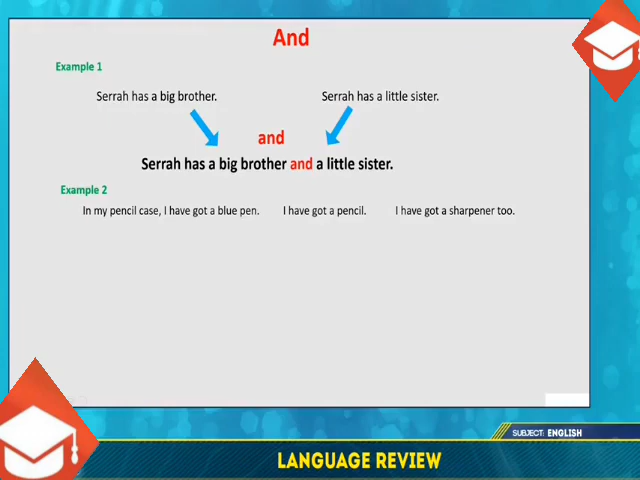 And
Example 1
Serrah has a big brother. Serrah has a little sister.
and
Serrah has a big brother and a little sister.
Example 2
In my pencil case, I have got a blue pen. I have got a pencil. I have got a sharpener too.
SUBJECT: ENGLISH
LANGUAGE REVIEW